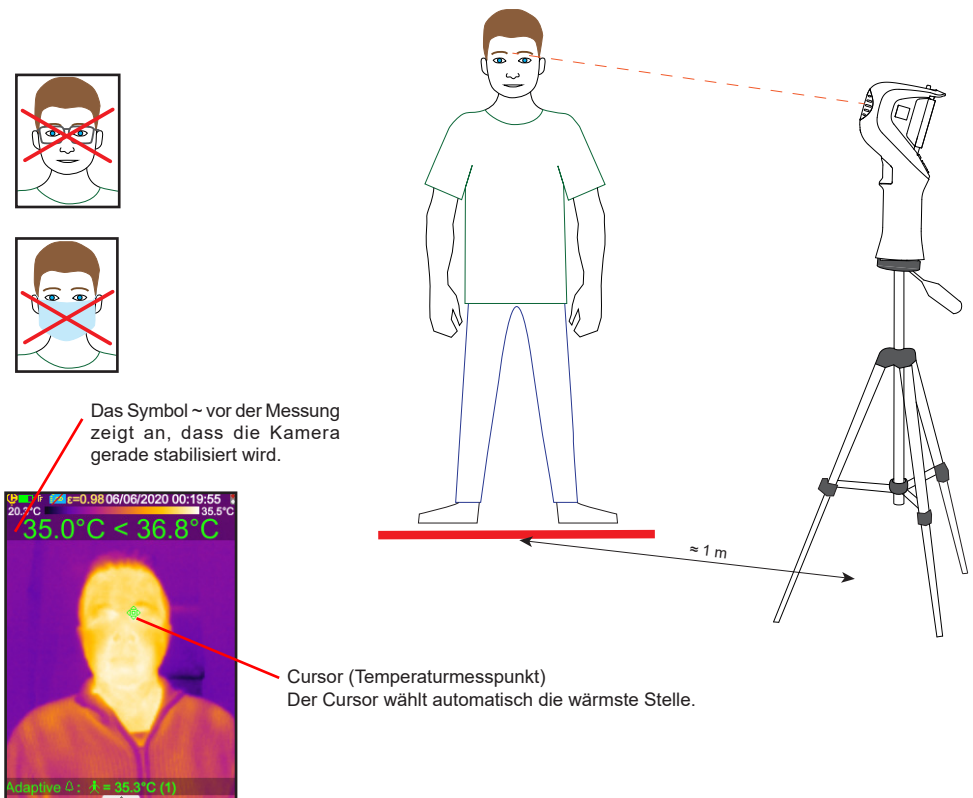 Das Symbol ~ vor der Messung
zeigt an, dass die Kamera
gerade stabilisiert wird.
ε=0.98 06/06/2020 00:19:55
20.2°C 35.5°C
35.0°C < 36.8°C
≈ 1 m
Cursor (Temperaturmesspunkt)
Der Cursor wählt automatisch die wärmste Stelle.
Adaptive : = 35.3°C (1)